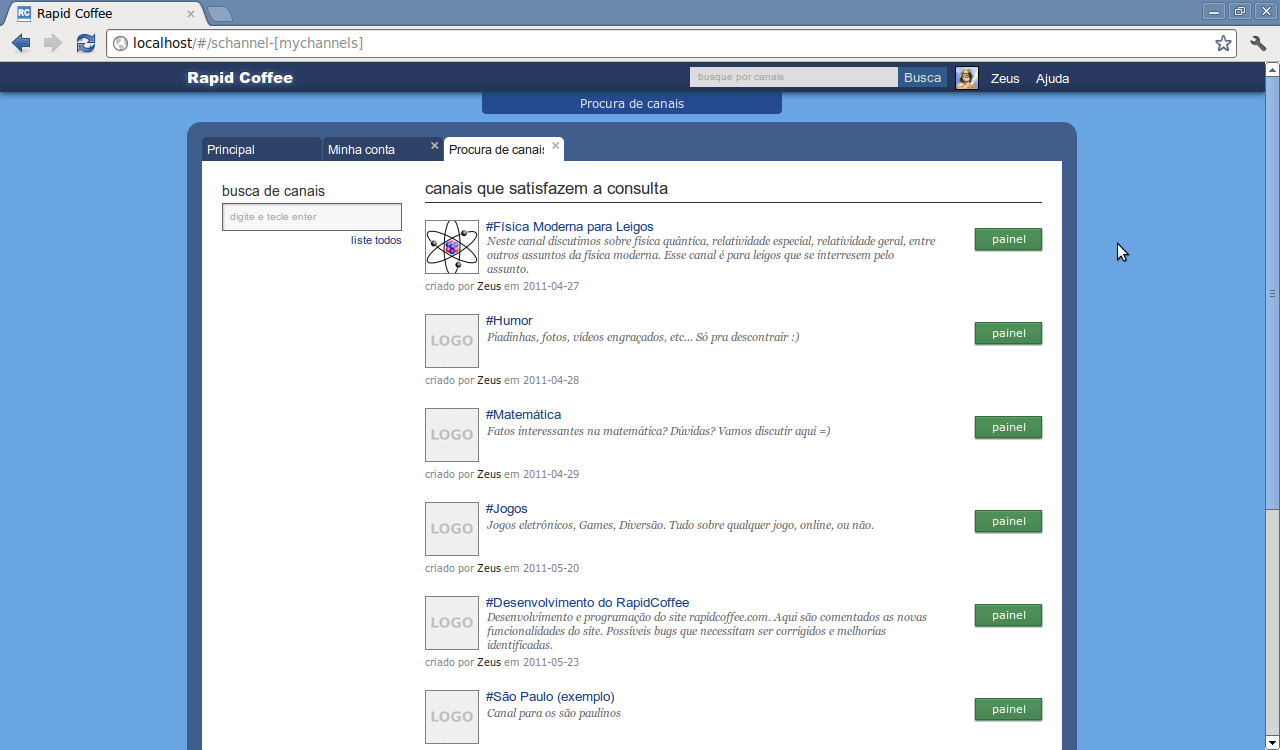 RC Rapid Coffee
localhost/#/schannel-[mychannels]
Rapid Coffee
busque por canais
Busca
Zeus
Ajuda
Procura de canais
Principal
Minha conta
Procura de canais
busca de canais
digite e tecle enter
liste todos
canais que satisfazem a consulta
#Física Moderna para Leigos
Neste canal discutimos sobre física quântica, relatividade especial, relatividade geral, entre
outros assuntos da física moderna. Esse canal é para leigos que se interresem pelo
assunto.
painel
criado por Zeus em 2011-04-27
LOGO
#Humor
Piadinhas, fotos, vídeos engraçados, etc... Só pra descontrair :)
painel
criado por Zeus em 2011-04-28
LOGO
#Matemática
Fatos interessantes na matemática? Dúvidas? Vamos discutir aqui =)
painel
criado por Zeus em 2011-04-29
LOGO
#Jogos
Jogos eletrônicos, Games, Diversão. Tudo sobre qualquer jogo, online, ou não.
painel
criado por Zeus em 2011-05-20
LOGO
#Desenvolvimento do RapidCoffee
Desenvolvimento e programação do site rapidcoffee.com. Aqui são comentados as novas
funcionalidades do site. Possíveis bugs que necessitam ser corrigidos e melhorias
identificadas.
painel
criado por Zeus em 2011-05-23
LOGO
#São Paulo (exemplo)
Canal para os são paulinos
painel